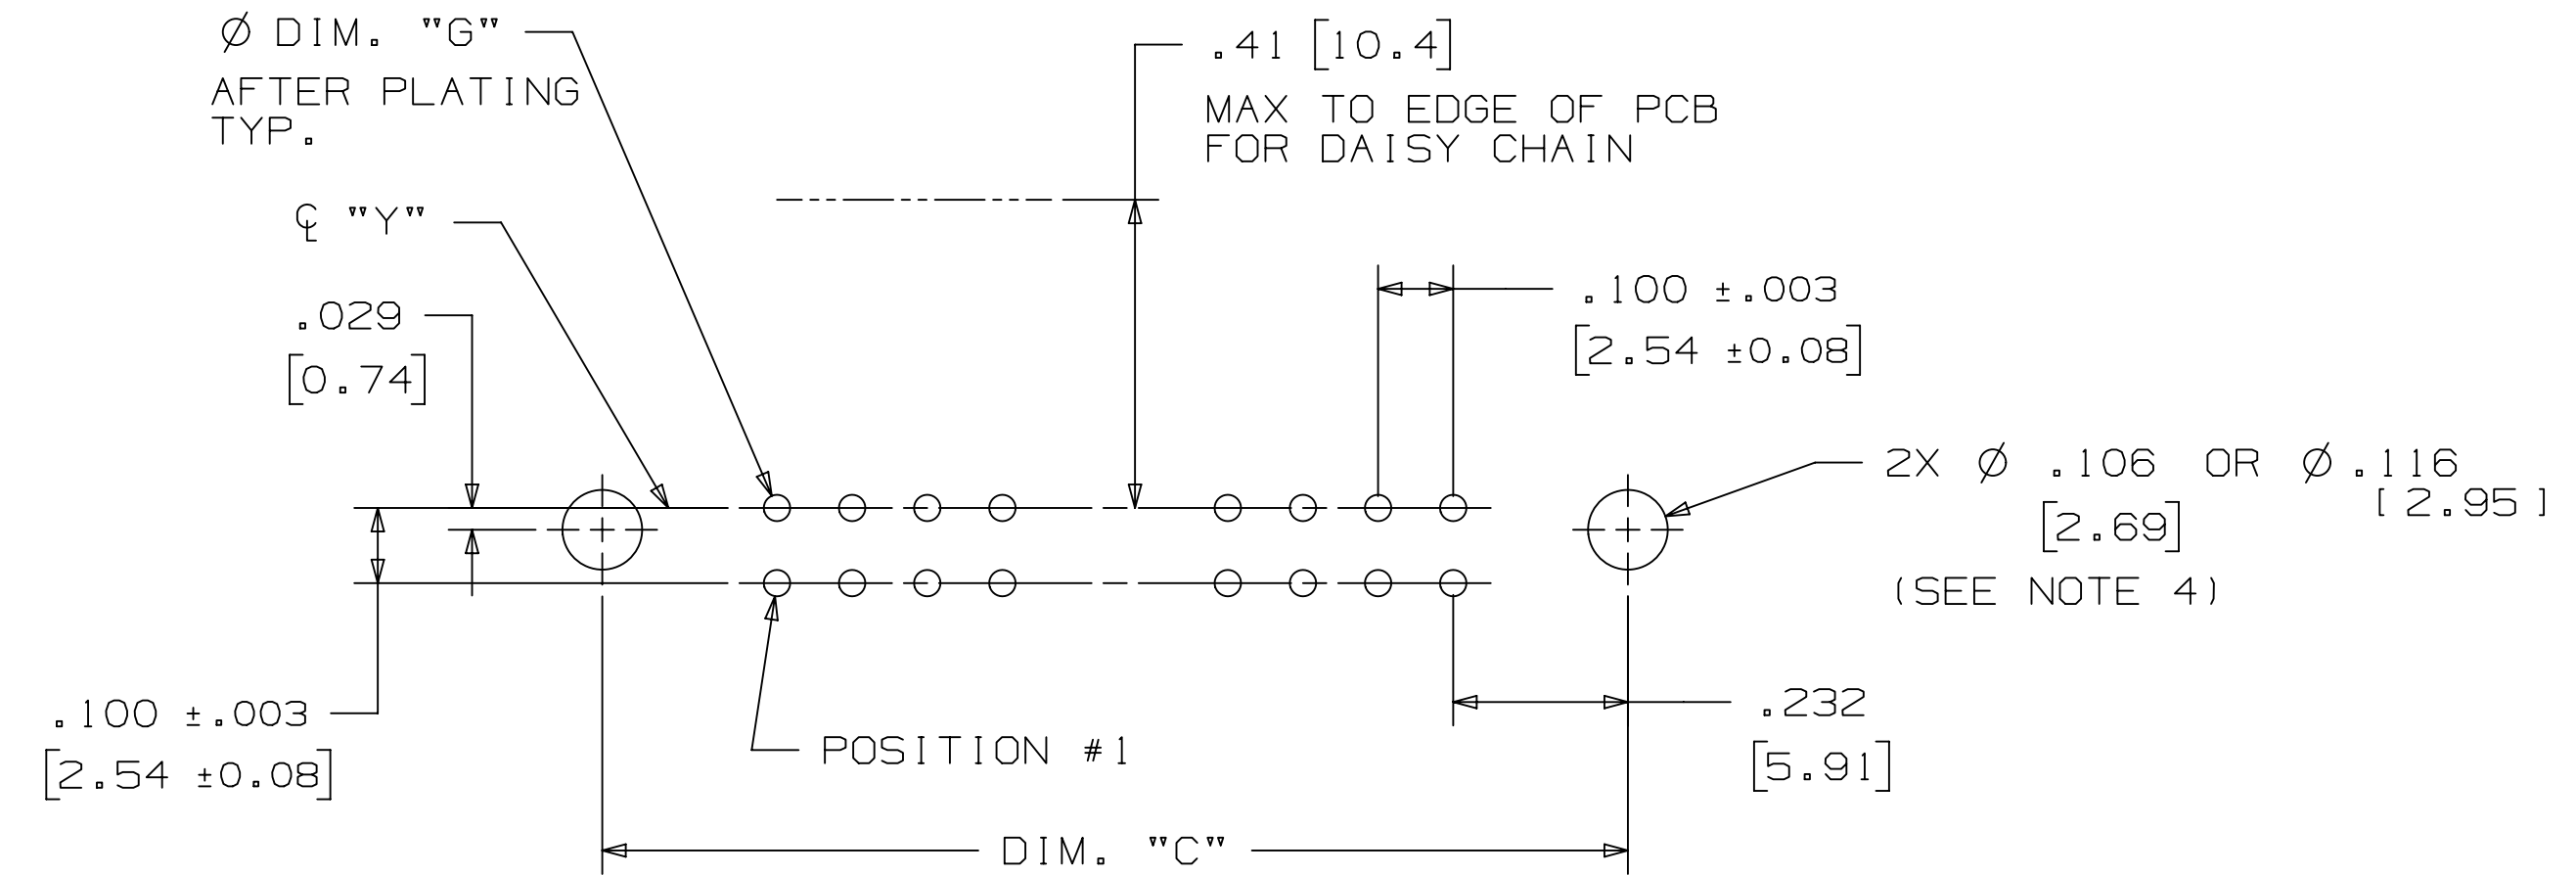 Ø DIM. "G"
AFTER PLATING
TYP.
.41 [10.4]
MAX TO EDGE OF PCB
FOR DAISY CHAIN
℄ "Y"
.029
[0.74]
.100 ±.003
[2.54 ±0.08]
2X Ø .106 OR Ø .116
[2.69] [2.95]
(SEE NOTE 4)
.100 ±.003
[2.54 ±0.08]
POSITION #1
.232
[5.91]
DIM. "C"